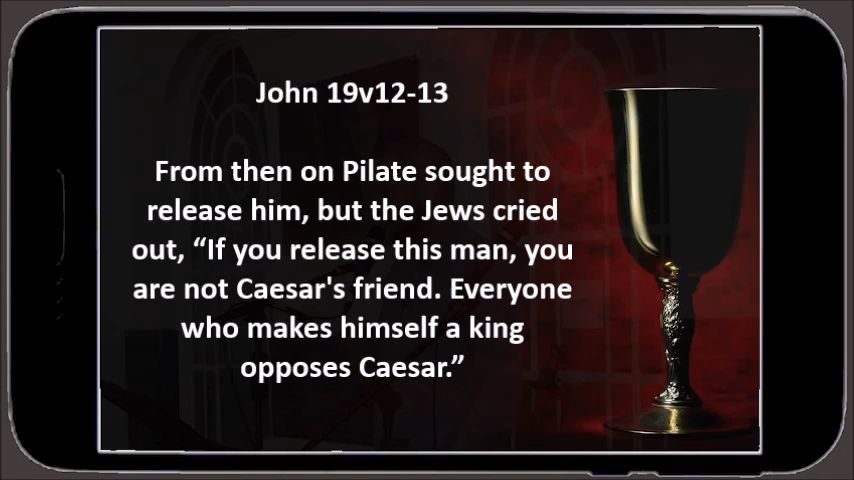 John 19v12-13
From then on Pilate sought to
release him, but the Jews cried
out, “If you release this man, you
are not Caesar's friend. Everyone
who makes himself a king
opposes Caesar.”